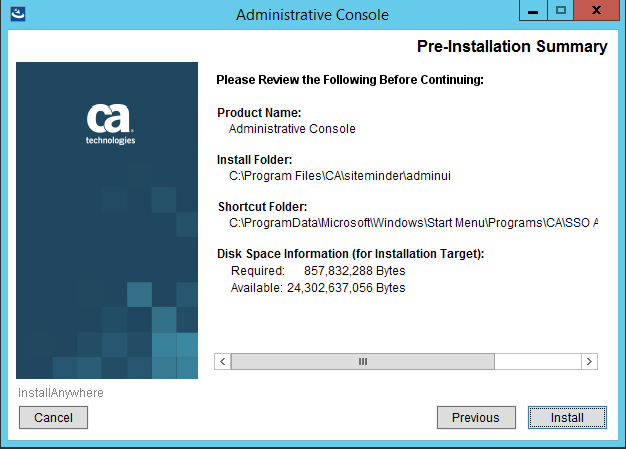 Administrative Console
Pre-Installation Summary
ca
technologies
Please Review the Following Before Continuing:
Product Name:
Administrative Console
Install Folder:
C:\Program Files\CA\siteminder\adminui
Shortcut Folder:
C:\ProgramData\Microsoft\Windows\Start Menu\Programs\CA\SSO A
Disk Space Information (for Installation Target):
Required: 857,832,288 Bytes
Available: 24,302,637,056 Bytes
InstallAnywhere
Cancel
Previous
Install